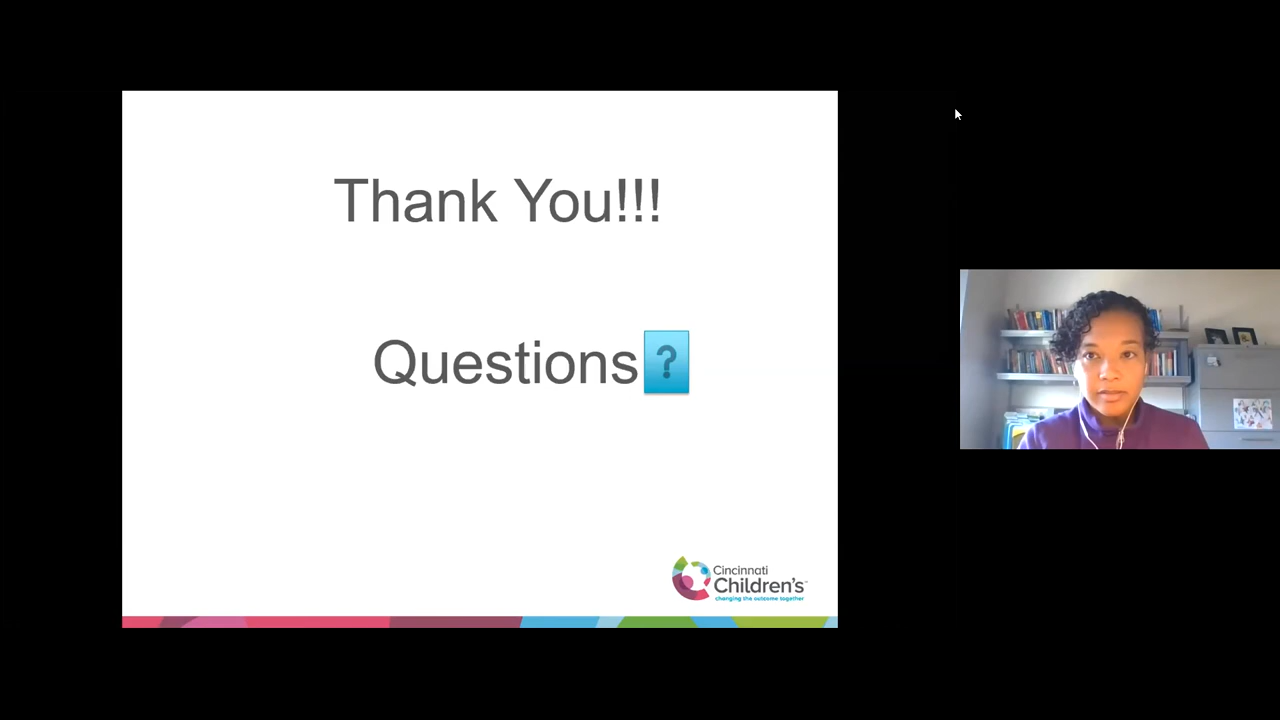 Thank You!!!
Questions?
Cincinnati
Children's
changing the outcome together